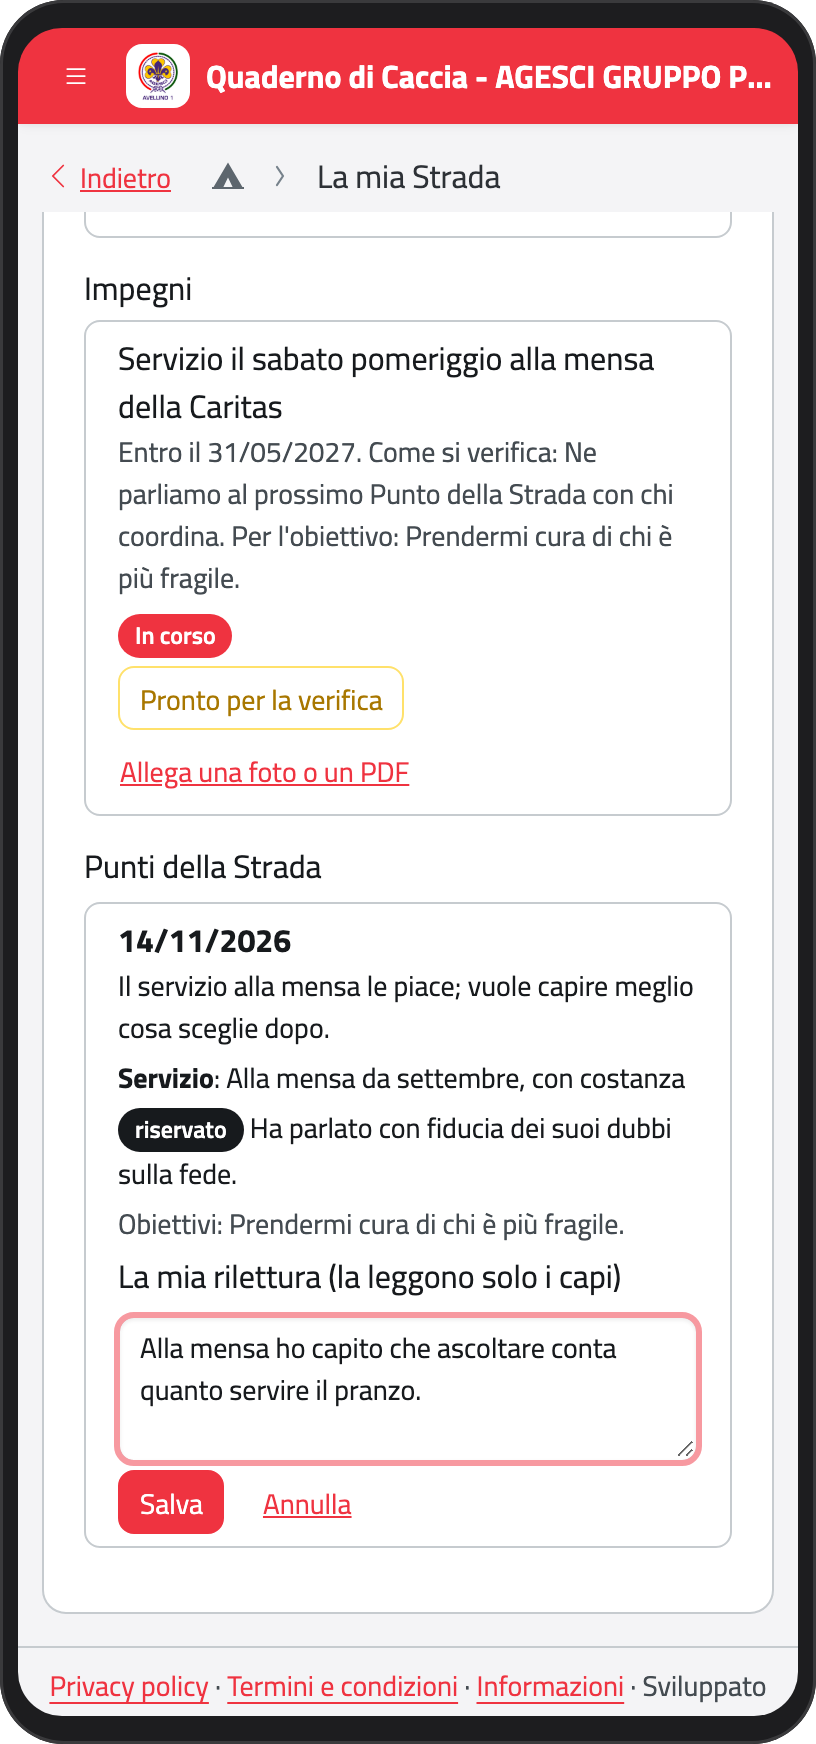 AVELLINO 1
Quaderno di Caccia - AGESCI GRUPPO P...
Indietro
La mia Strada
Impegni
Servizio il sabato pomeriggio alla mensa
della Caritas
Entro il 31/05/2027. Come si verifica: Ne
parliamo al prossimo Punto della Strada con chi
coordina. Per l'obiettivo: Prendermi cura di chi è
più fragile.
In corso
Pronto per la verifica
Allega una foto o un PDF
Punti della Strada
14/11/2026
Il servizio alla mensa le piace; vuole capire meglio
cosa sceglie dopo.
Servizio: Alla mensa da settembre, con costanza
riservato Ha parlato con fiducia dei suoi dubbi
sulla fede.
Obiettivi: Prendermi cura di chi è più fragile.
La mia rilettura (la leggono solo i capi)
Alla mensa ho capito che ascoltare conta
quanto servire il pranzo.
Salva Annulla
Privacy policy · Termini e condizioni · Informazioni · Sviluppato